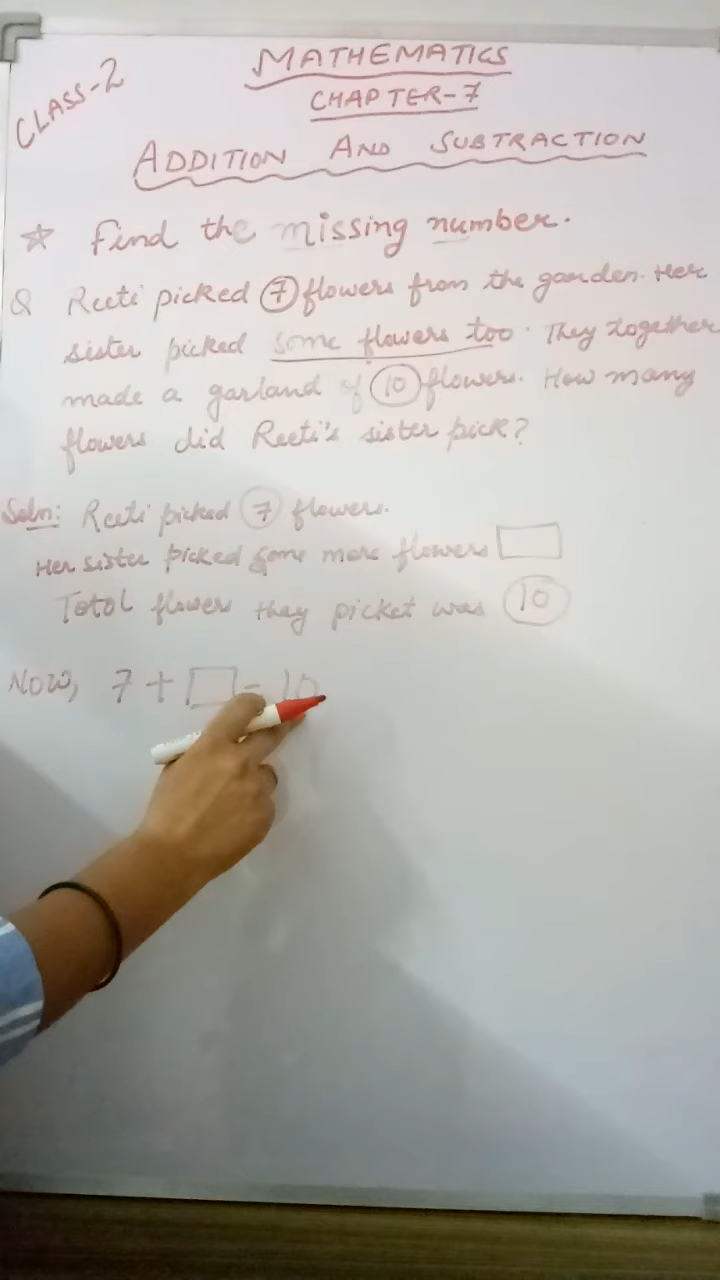 CLASS-2
MATHEMATICS
CHAPTER-7
ADDITION AND SUBTRACTION
☆ Find the missing number.
Q Reeti picked 7 flowers from the garden. Her
sister picked some flowers too. They together
made a garland of 10 flowers. How many
flowers did Reeti's sister pick?
Soln: Reeti picked 7 flowers.
Her sister picked some more flowers □
Total flowers they picket was 10
Now, 7 + □ = 10